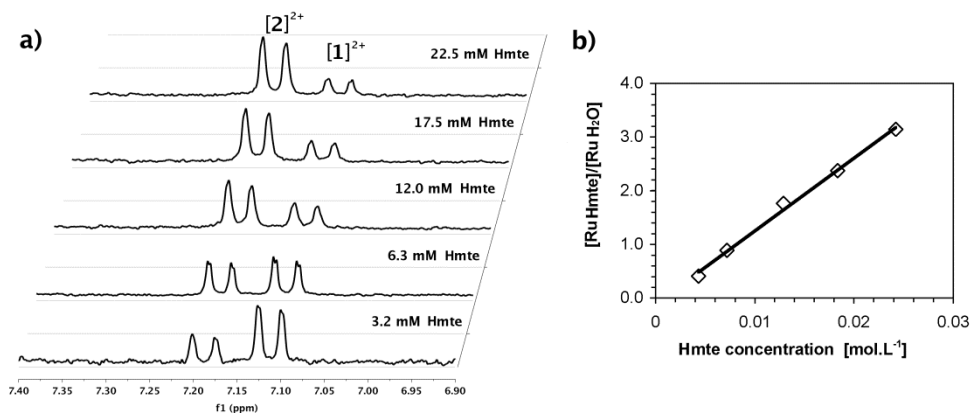 a)
[2]²⁺
[1]²⁺
22.5 mM Hmte
17.5 mM Hmte
12.0 mM Hmte
6.3 mM Hmte
3.2 mM Hmte
7.40 7.35 7.30 7.25 7.20 7.15 7.10 7.05 7.00 6.95 6.90
f1 (ppm)
b)
[Ru Hmte]/[Ru H₂O]
4.0
3.0
2.0
1.0
0.0
0 0.01 0.02 0.03
Hmte concentration [mol.L⁻¹]